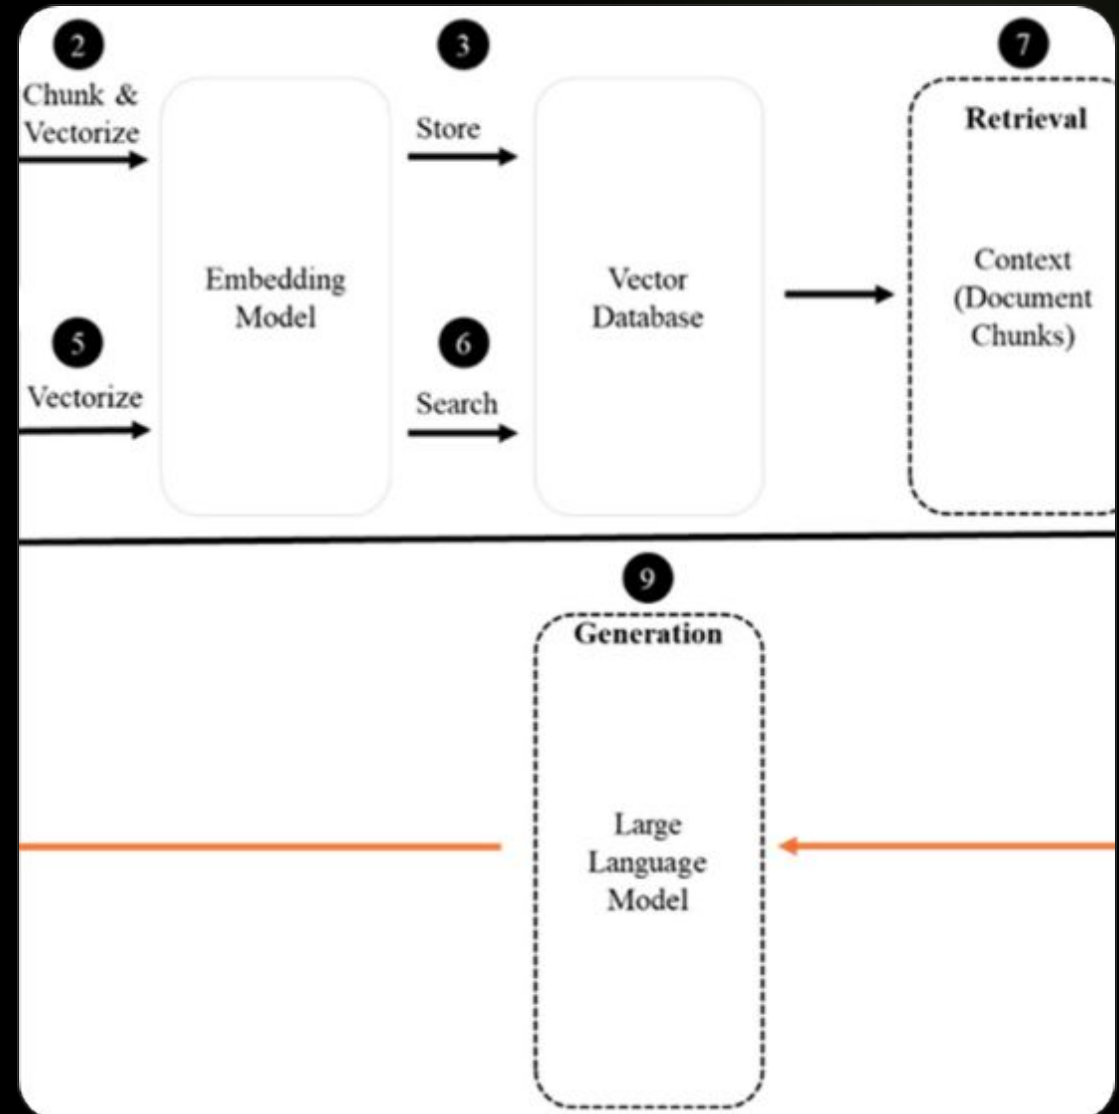 2
Chunk &
Vectorize
3
Store
7
Retrieval
Embedding
Model
Vector
Database
Context
(Document
Chunks)
5
Vectorize
6
Search
9
Generation
Large
Language
Model